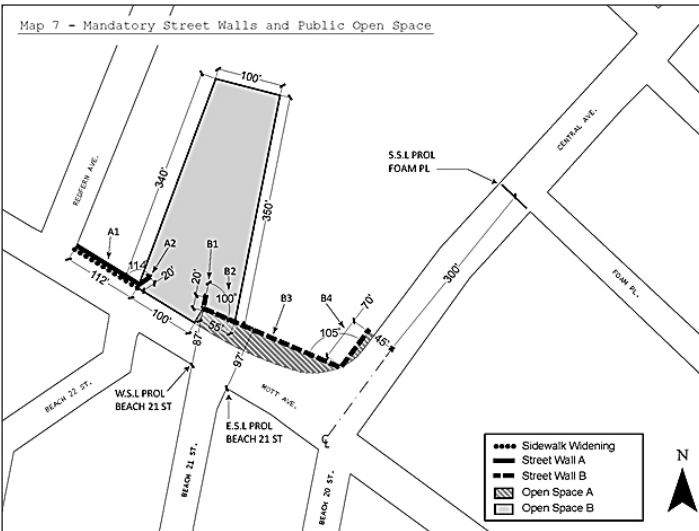 Map 7 - Mandatory Street Walls and Public Open Space
100'
CENTRAL AVE.
S.S.L PROL
FOAM PL
REDFERN AVE.
340'
350'
A1
A2
B1
B2
114°
20'
20'
100°
112'
300'
FOAM PL.
B3
B4
70'
100'
55'
105°
45'
87'
97'
MOTT AVE.
BEACH 22 ST.
W.S.L PROL
BEACH 21 ST
E.S.L PROL
BEACH 21 ST
BEACH 21 ST.
BEACH 20 ST.
Sidewalk Widening
Street Wall A
Street Wall B
Open Space A
Open Space B
N